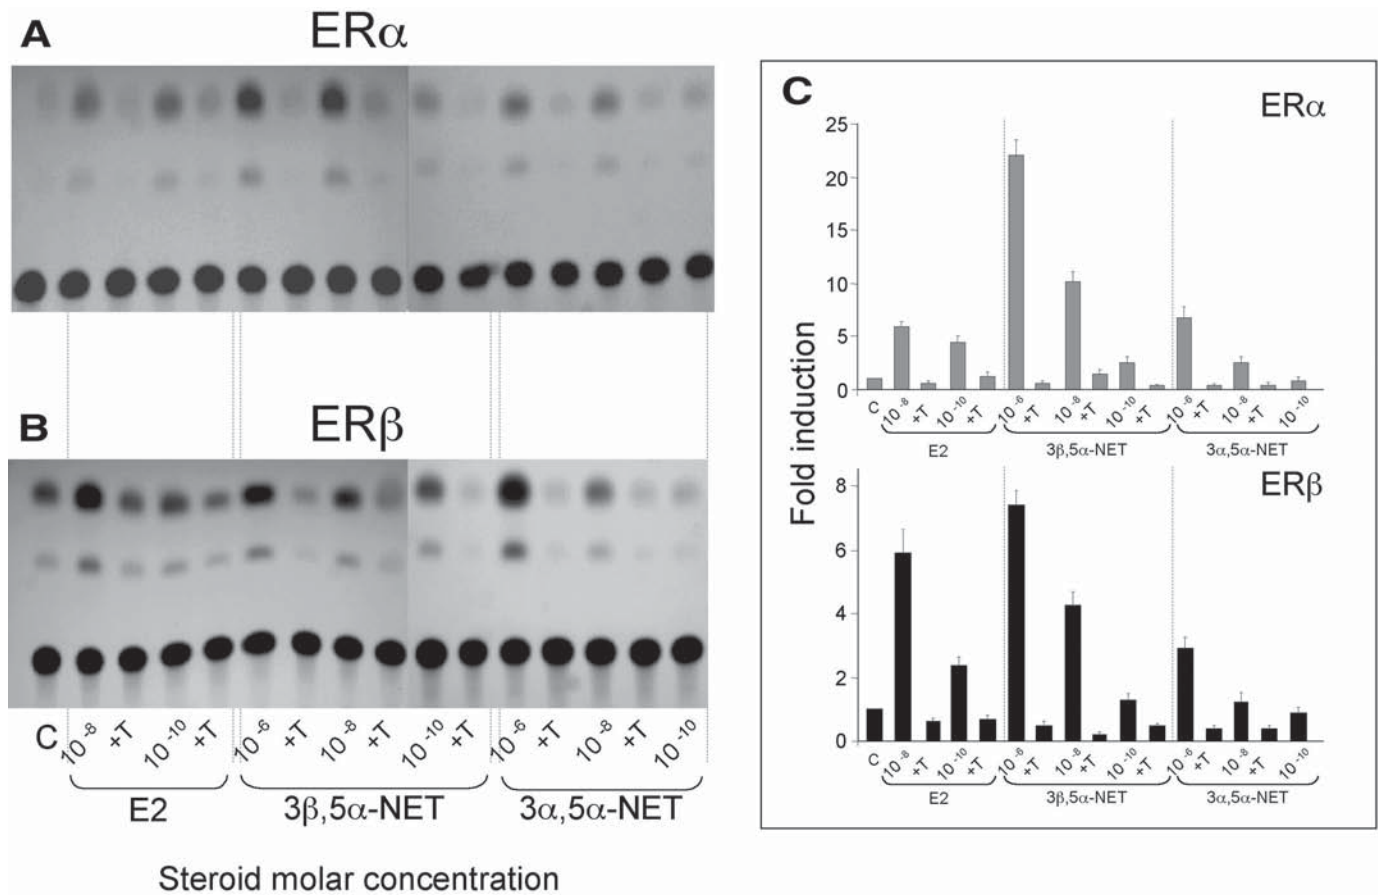 A
ERα
B
ERβ
C 10⁻⁸ +T 10⁻¹⁰ +T 10⁻⁶ +T 10⁻⁸ +T 10⁻¹⁰ +T 10⁻⁶ +T 10⁻⁸ +T 10⁻¹⁰
E2 3β,5α-NET 3α,5α-NET
Steroid molar concentration
C
ERα
25
20
15
10
5
0
C 10⁻⁸ +T 10⁻¹⁰ +T 10⁻⁶ +T 10⁻⁸ +T 10⁻¹⁰ +T 10⁻⁶ +T 10⁻⁸ +T 10⁻¹⁰
E2 3β,5α-NET 3α,5α-NET
Fold induction
ERβ
8
6
4
2
0
C 10⁻⁸ +T 10⁻¹⁰ +T 10⁻⁶ +T 10⁻⁸ +T 10⁻¹⁰ +T 10⁻⁶ +T 10⁻⁸ +T 10⁻¹⁰
E2 3β,5α-NET 3α,5α-NET